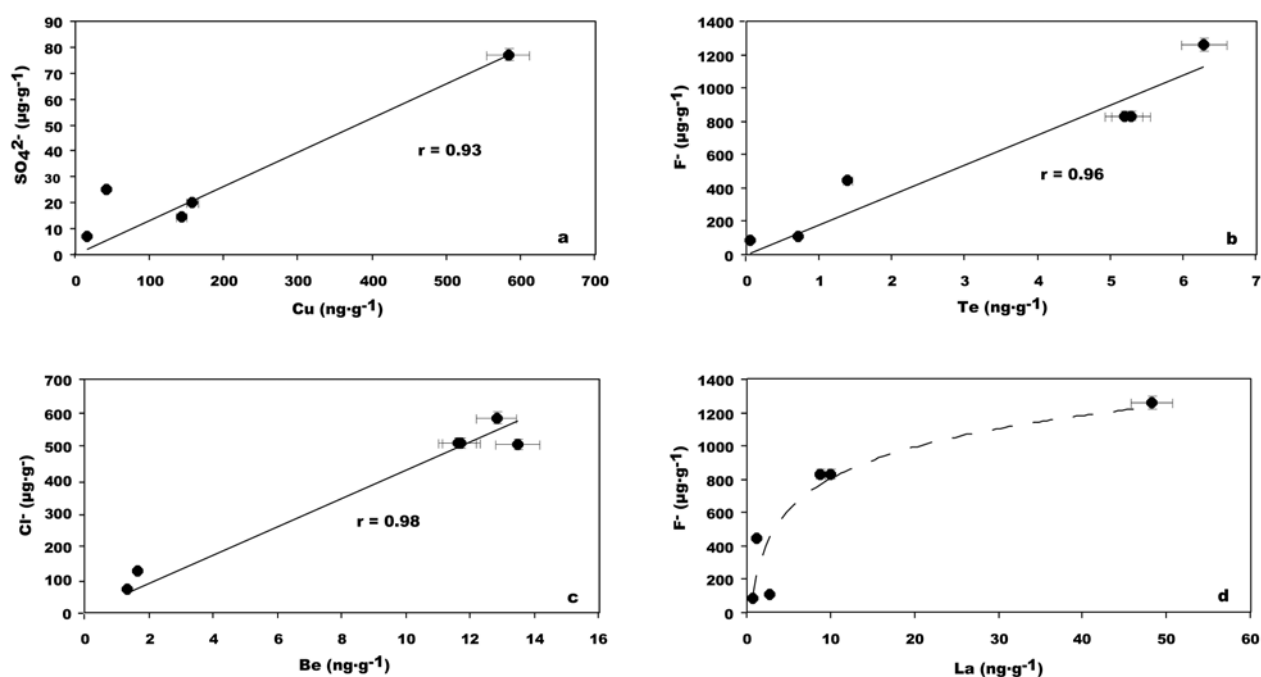 90
80
70
60
50
40
30
20
10
0
SO₄²⁻ (µg·g⁻¹)
r = 0.93
a
0 100 200 300 400 500 600 700
Cu (ng·g⁻¹)
1400
1200
1000
800
600
400
200
0
F⁻ (µg·g⁻¹)
r = 0.96
b
0 1 2 3 4 5 6 7
Te (ng·g⁻¹)
700
600
500
400
300
200
100
0
Cl⁻ (µg·g⁻)
r = 0.98
c
0 2 4 6 8 10 12 14 16
Be (ng·g⁻¹)
1400
1200
1000
800
600
400
200
0
F⁻ (µg·g⁻¹)
d
0 10 20 30 40 50 60
La (ng·g⁻¹)